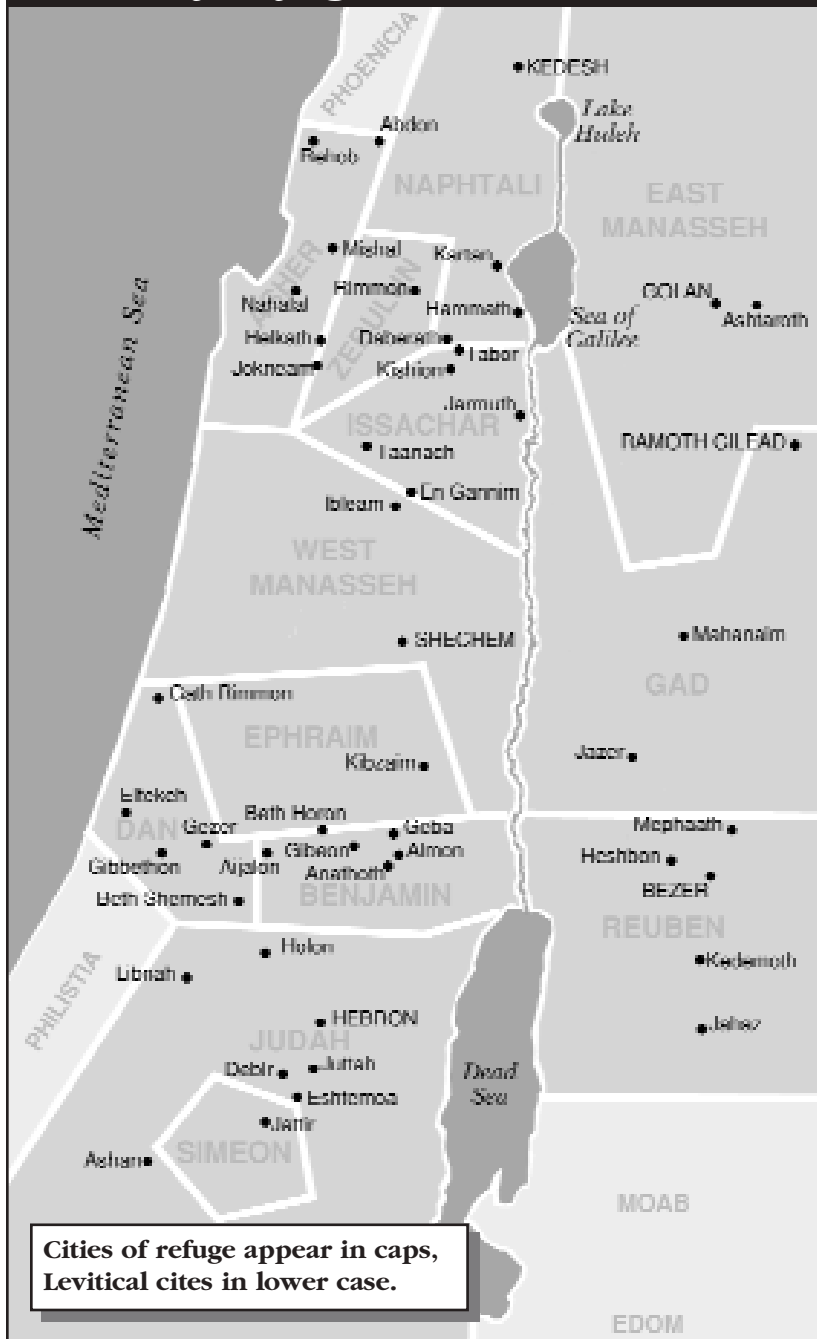 PHOENICIA
KEDESH
Lake
Huleh
Abdon
Rehob
NAPHTALI
EAST
MANASSEH
Mishal
ASHER
Kartan
ZEBULUN
Rimmon
Nahalal
Hammath
GOLAN
Ashtaroth
Sea of
Galilee
Mediterranean Sea
Helkath
Daberath
Tabor
Jokneam
Kishion
Jarmuth
ISSACHAR
Taanach
RAMOTH GILEAD
En Gannim
Ibleam
WEST
MANASSEH
SHECHEM
Mahanaim
GAD
Gath Rimmon
EPHRAIM
Kibzaim
Jazer
Eltekeh
Beth Horon
DAN
Gezer
Geba
Mephaath
Gibbethon
Aijalon
Gibeon
Almon
Heshbon
Anathoth
BEZER
Beth Shemesh
BENJAMIN
REUBEN
Holon
Libnah
Kedemoth
PHILISTIA
HEBRON
Jahaz
JUDAH
Debir
Juttah
Dead
Sea
Eshtemoa
Jattir
SIMEON
Ashan
MOAB
Cities of refuge appear in caps,
Levitical cites in lower case.
EDOM